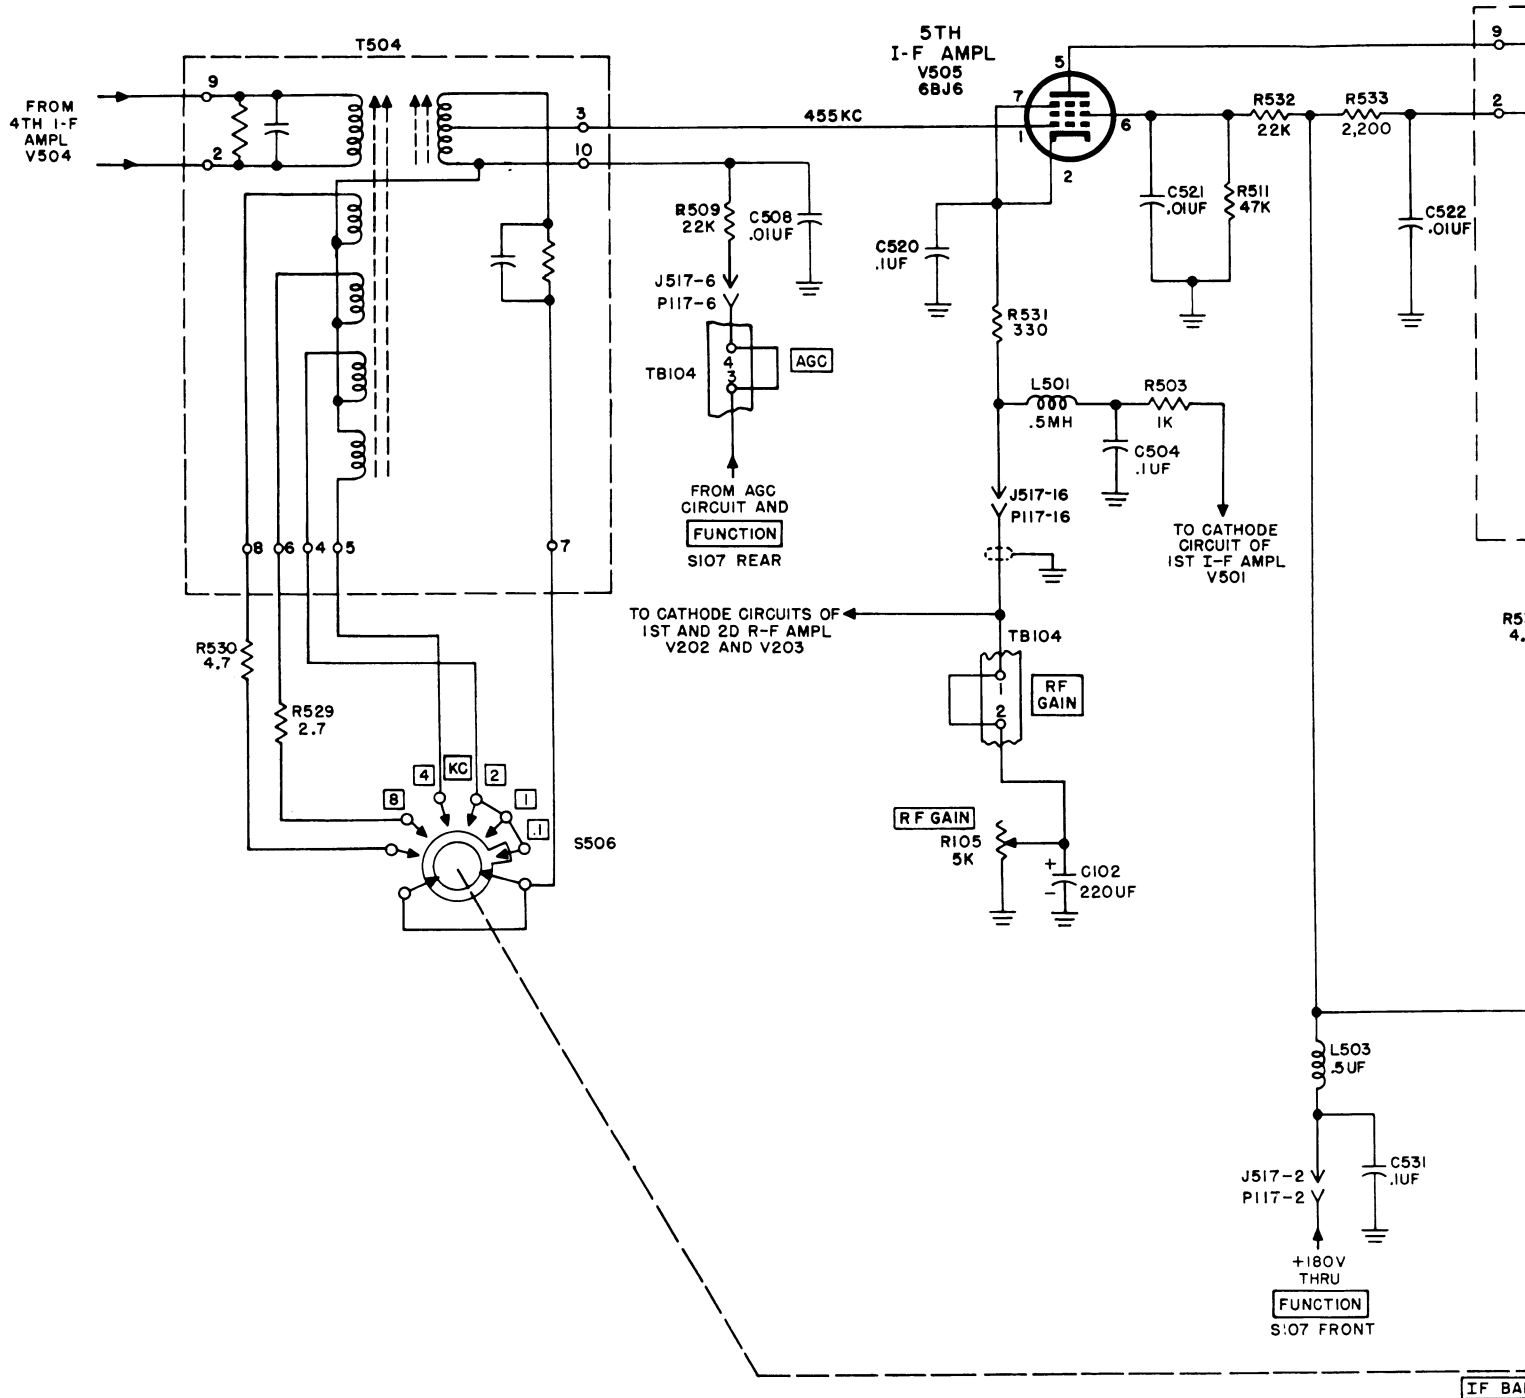 T504
9
FROM
4TH I-F
AMPL
V504
2
3
10
455KC
5TH
I-F AMPL
V505
6BJ6
5
7
1
6
2
R532
22K
R533
2,200
9
2
C521
.01UF
R511
47K
C522
.01UF
R509
22K
C508
.01UF
C520
.1UF
J517-6
P117-6
R531
330
TB104
4
3
AGC
L501
.5MH
R503
1K
C504
.1UF
FROM AGC
CIRCUIT AND
FUNCTION
S107 REAR
J517-16
P117-16
TO CATHODE
CIRCUIT OF
1ST I-F AMPL
V501
8
6
4
5
7
TO CATHODE CIRCUITS OF
1ST AND 2D R-F AMPL
V202 AND V203
TB104
1
2
RF
GAIN
R530
4.7
R529
2.7
8
4
KC
2
1
.1
S506
RF GAIN
R105
5K
+
-
C102
220UF
L503
.5UF
J517-2
P117-2
C531
.1UF
+180V
THRU
FUNCTION
S107 FRONT
R5
4.
IF BA